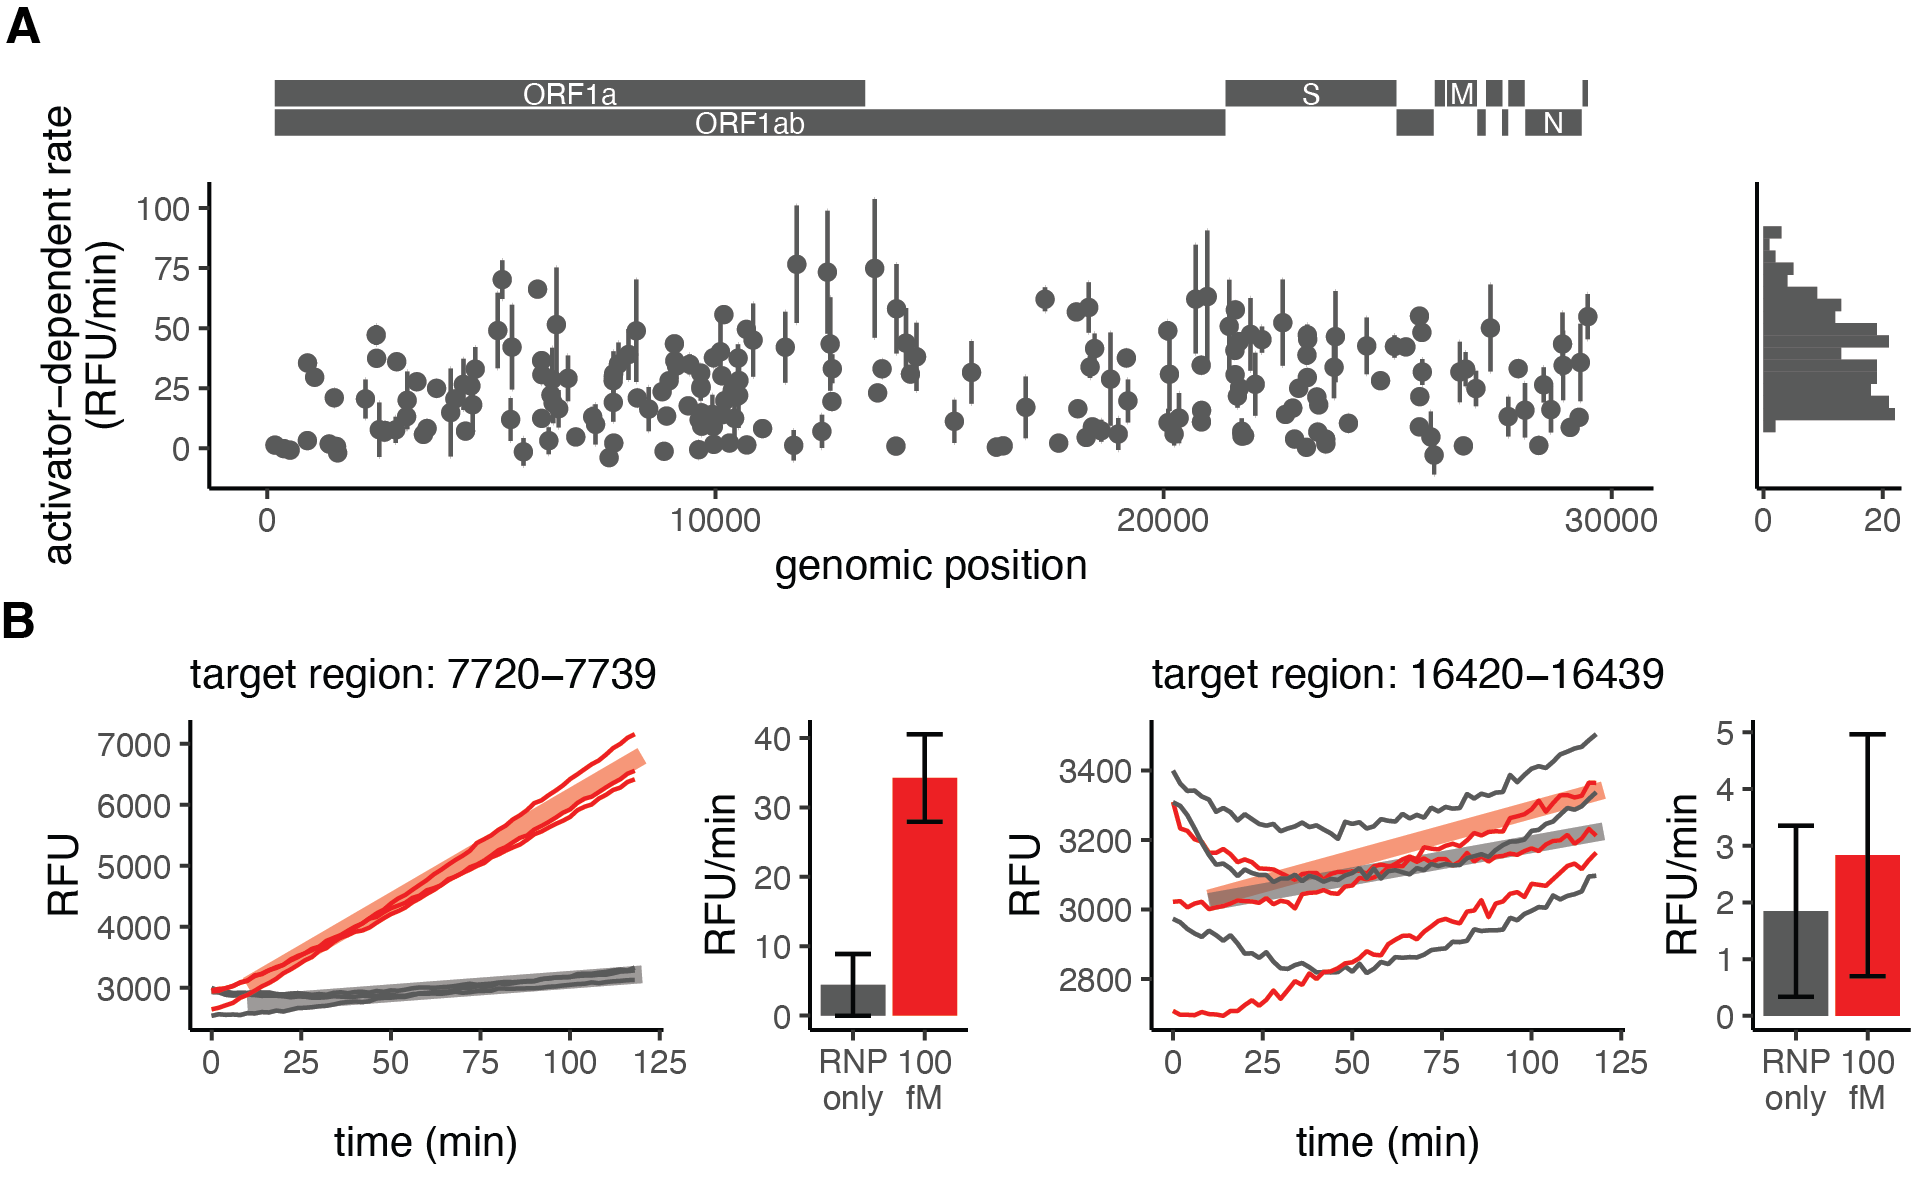 A
ORF1a
S
M
ORF1ab
N
activator–dependent rate
(RFU/min)
100
75
50
25
0
0
10000
20000
30000
genomic position
0
20
B
target region: 7720–7739
RFU
7000
6000
5000
4000
3000
0
25
50
75
100
125
time (min)
RFU/min
40
30
20
10
0
RNP
only
100
fM
target region: 16420–16439
RFU
3400
3200
3000
2800
0
25
50
75
100
125
time (min)
RFU/min
5
4
3
2
1
0
RNP
only
100
fM